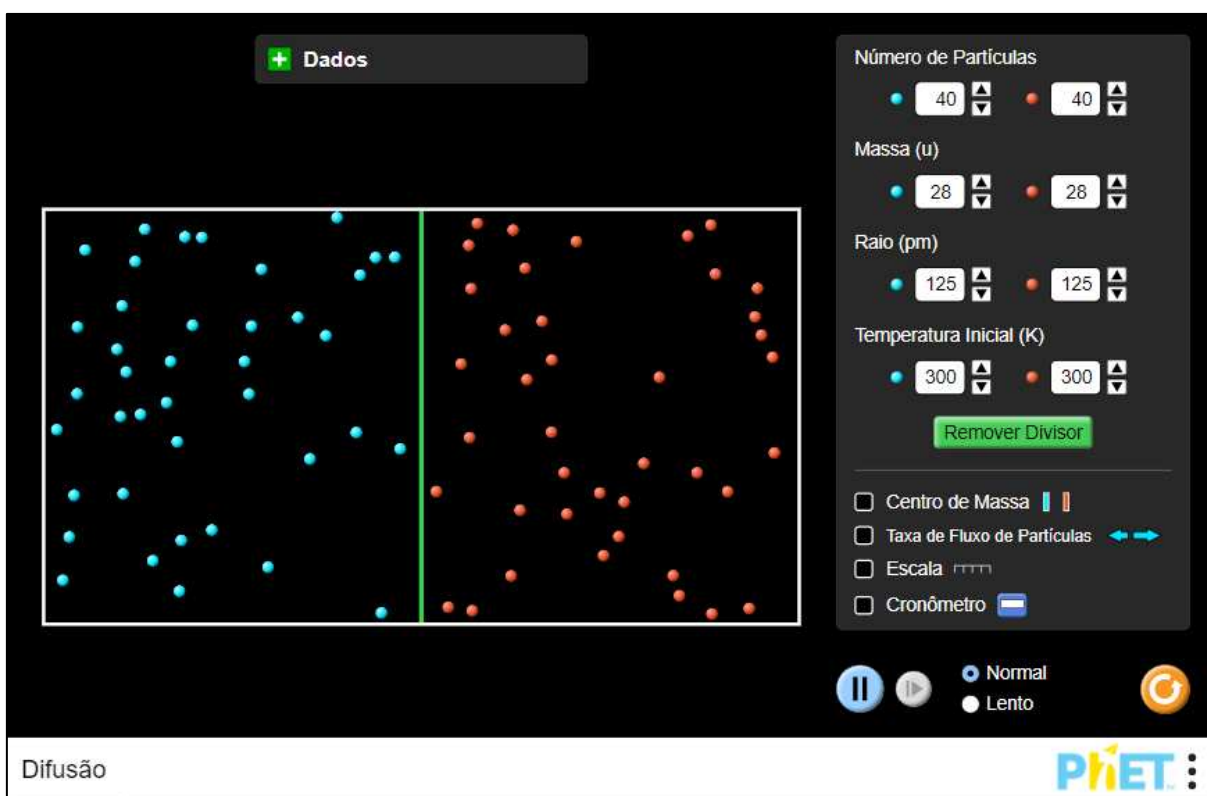 Dados
Número de Partículas
40 40
Massa (u)
28 28
Raio (pm)
125 125
Temperatura Inicial (K)
300 300
Remover Divisor
Centro de Massa
Taxa de Fluxo de Partículas
Escala
Cronômetro
Normal
Lento
Difusão
PhET